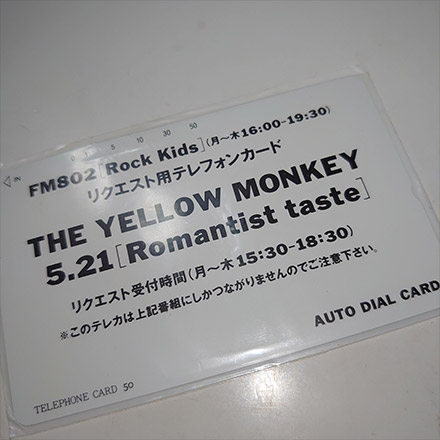 ◁ IN
0 1 5 10 30 50
FM802[Rock Kids](月〜木16:00-19:30)
リクエスト用テレフォンカード
THE YELLOW MONKEY
5.21[Romantist taste]
リクエスト受付時間(月〜木15:30-18:30)
※このテレカは上記番組にしかつながりませんのでご注意下さい。
AUTO DIAL CARD
TELEPHONE CARD 50